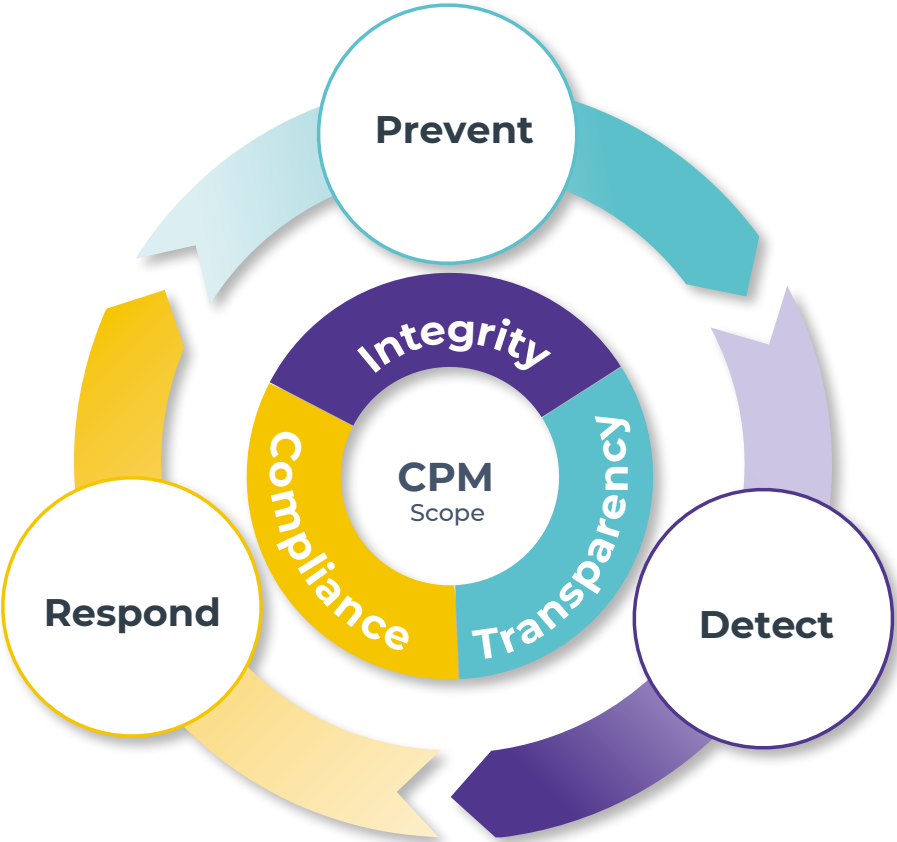 Prevent
Integrity
Transparency
Compliance
CPM
Scope
Respond
Detect